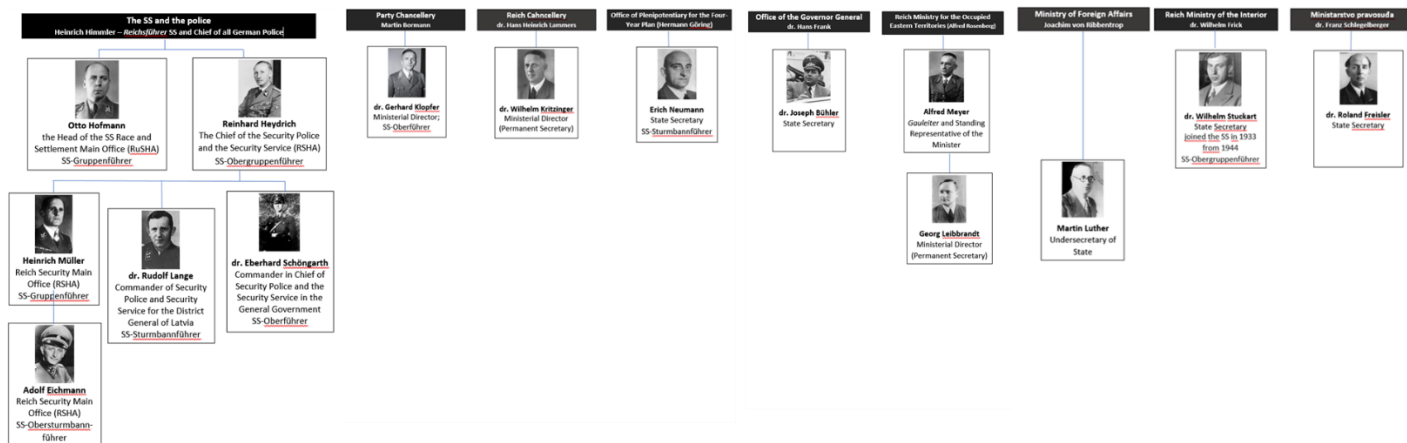 The SS and the police
Heinrich Himmler – Reichsführer SS and Chief of all German Police
Otto Hofmann
the Head of the SS Race and
Settlement Main Office (RuSHA)
SS-Gruppenführer
Reinhard Heydrich
The Chief of the Security Police
and the Security Service (RSHA)
SS-Obergruppenführer
Heinrich Müller
Reich Security Main
Office (RSHA)
SS-Gruppenführer
dr. Rudolf Lange
Commander of Security
Police and Security
Service for the District
General of Latvia
SS-Sturmbannführer
dr. Eberhard Schöngarth
Commander in Chief of
Security Police and the
Security Service in the
General Government
SS-Oberführer
Adolf Eichmann
Reich Security Main
Office (RSHA)
SS-Obersturmbann-
führer
Party Chancellery
Martin Bormann
dr. Gerhard Klopfer
Ministerial Director;
SS-Oberführer
Reich Cahncellery
dr. Hans Heinrich Lammers
dr. Wilhelm Kritzinger
Ministerial Director
(Permanent Secretary)
Office of Plenipotentiary for the Four-
Year Plan (Hermann Göring)
Erich Neumann
State Secretary
SS-Sturmbannführer
Office of the Governor General
dr. Hans Frank
dr. Joseph Bühler
State Secretary
Reich Ministry for the Occupied
Eastern Territories (Alfred Rosenberg)
Alfred Meyer
Gauleiter and Standing
Representative of the
Minister
Georg Leibbrandt
Ministerial Director
(Permanent Secretary)
Ministry of Foreign Affairs
Joachim von Ribbentrop
Martin Luther
Undersecretary of
State
Reich Ministry of the Interior
dr. Wilhelm Frick
dr. Wilhelm Stuckart
State Secretary
joined the SS in 1933
from 1944
SS-Obergruppenführer
Ministarstvo pravosuđa
dr. Franz Schlegelberger
dr. Roland Freisler
State Secretary